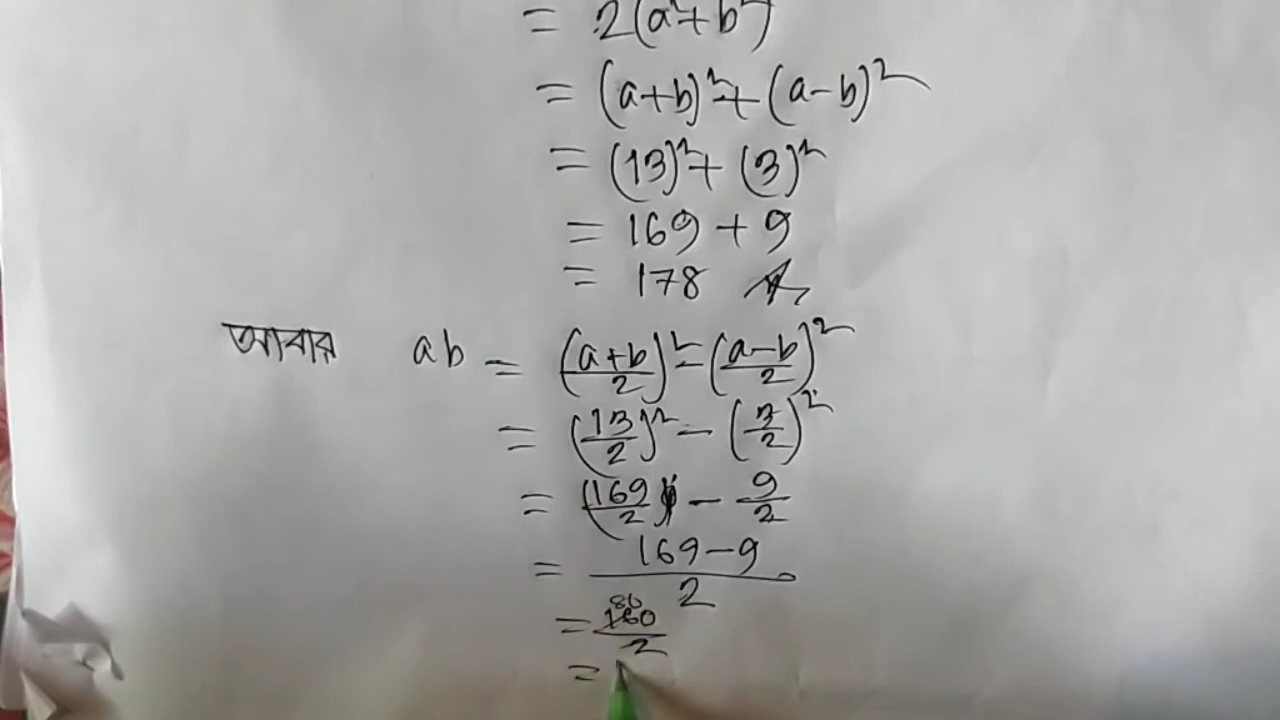 = 2(a²+b²)
= (a+b)²+(a-b)²
= (13)²+(3)²
= 169+9
= 178
আবার ab = (a+b/2)²-(a-b/2)²
= (13/2)²-(3/2)²
= (169/2)-9/2
= 169-9/2
= 80 160/2
=